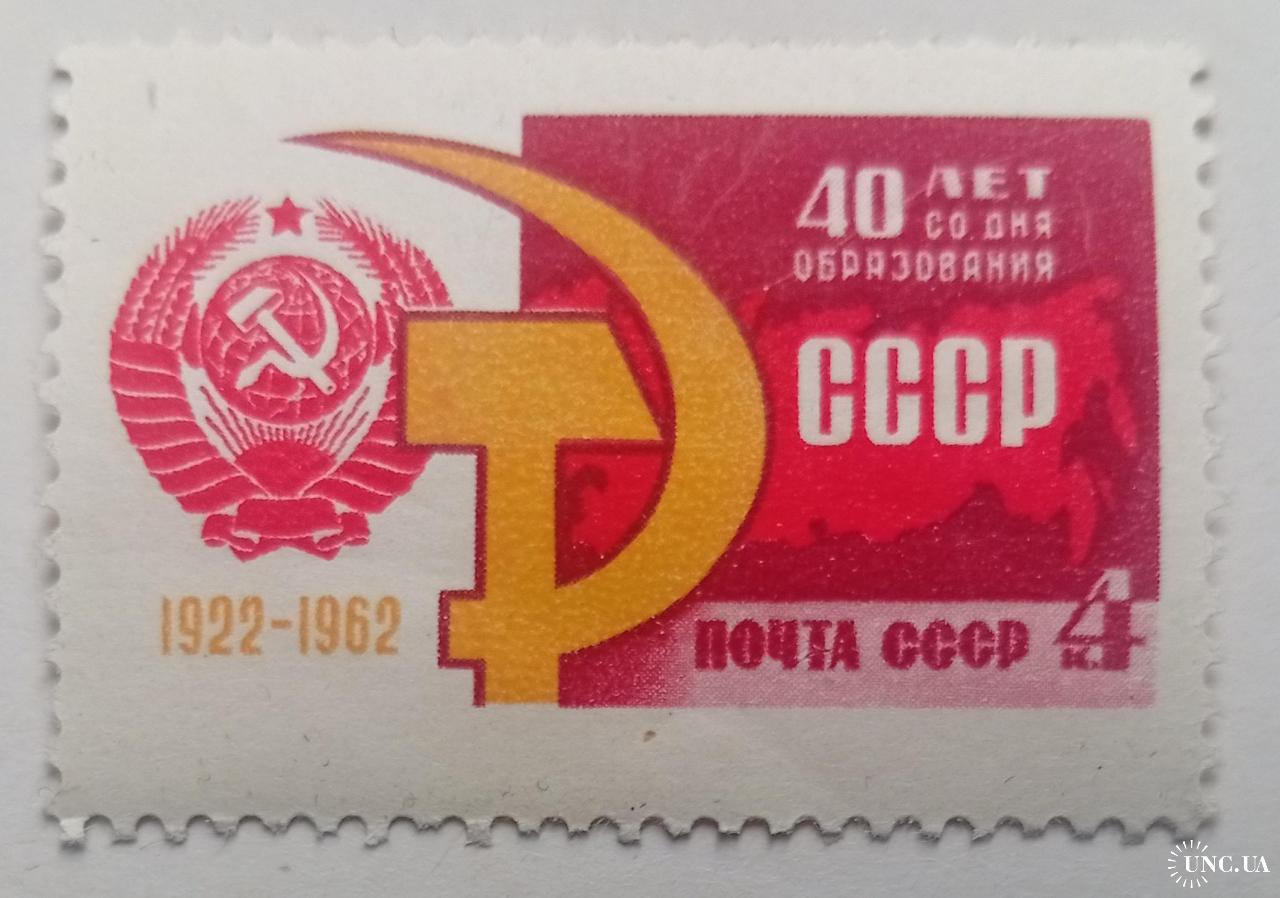 40 ЛЕТ
СО ДНЯ
ОБРАЗОВАНИЯ
СССР
1922-1962
ПОЧТА СССР 4
к.
UNC.UA